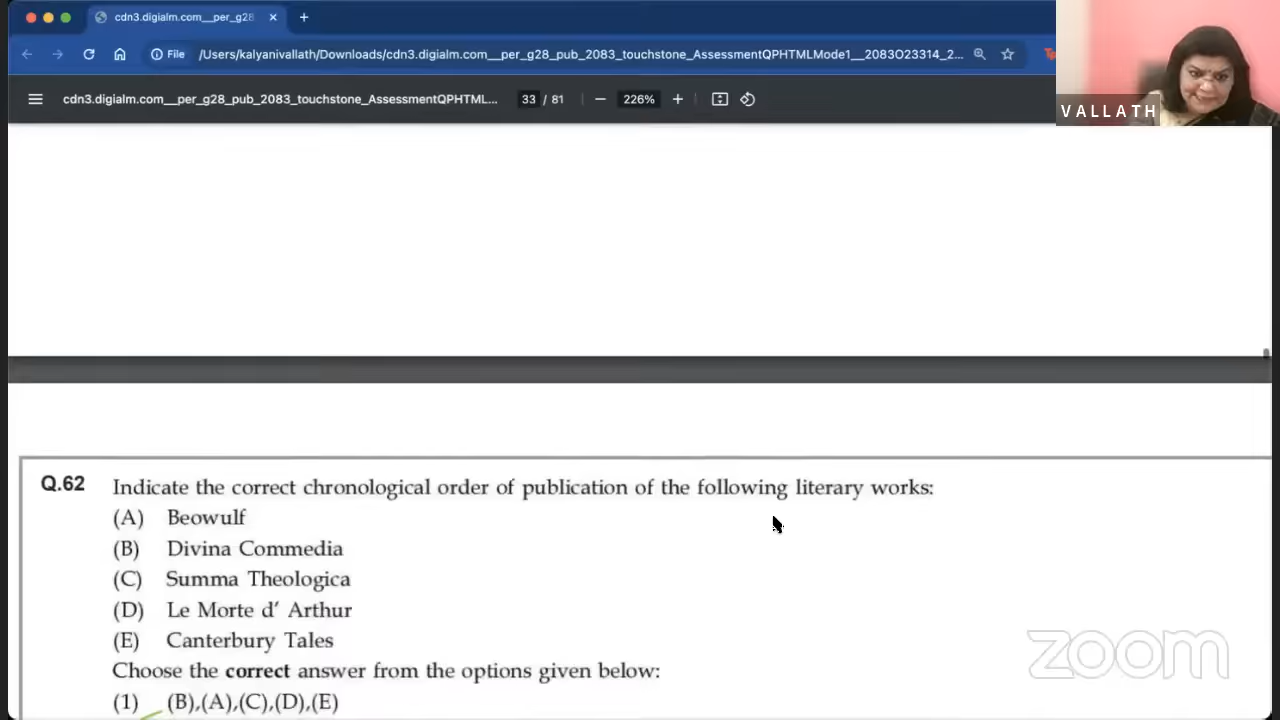 cdn3.digialm.com__per_g28
File
/Users/kalyanivallath/Downloads/cdn3.digialm.com__per_g28_pub_2083_touchstone_AssessmentQPHTMLMode1__2083O23314_2...
cdn3.digialm.com__per_g28_pub_2083_touchstone_AssessmentQPHTML... 33 / 81 226%
VALLATH
Q.62 Indicate the correct chronological order of publication of the following literary works:
(A) Beowulf
(B) Divina Commedia
(C) Summa Theologica
(D) Le Morte d' Arthur
(E) Canterbury Tales
Choose the correct answer from the options given below:
(1) (B),(A),(C),(D),(E)
zoom